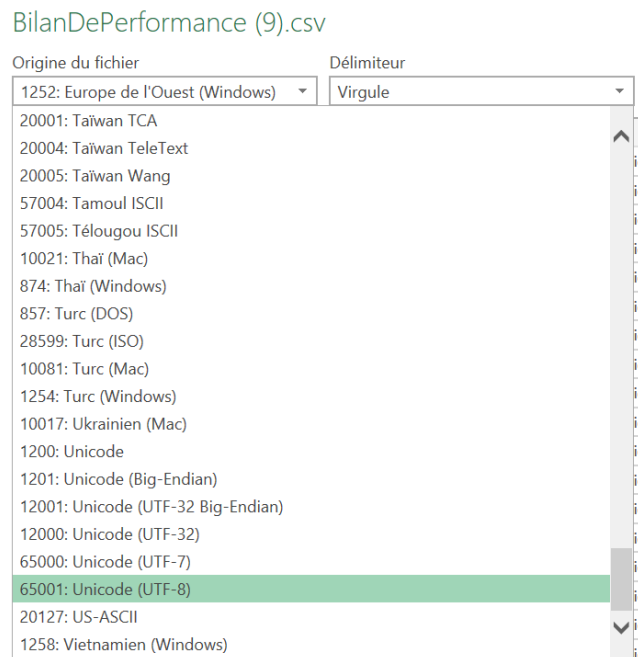 BilanDePerformance (9).csv
Origine du fichier Délimiteur
1252: Europe de l'Ouest (Windows) Virgule
20001: Taïwan TCA
20004: Taïwan TeleText
20005: Taïwan Wang
57004: Tamoul ISCII
57005: Télougou ISCII
10021: Thaï (Mac)
874: Thaï (Windows)
857: Turc (DOS)
28599: Turc (ISO)
10081: Turc (Mac)
1254: Turc (Windows)
10017: Ukrainien (Mac)
1200: Unicode
1201: Unicode (Big-Endian)
12001: Unicode (UTF-32 Big-Endian)
12000: Unicode (UTF-32)
65000: Unicode (UTF-7)
65001: Unicode (UTF-8)
20127: US-ASCII
1258: Vietnamien (Windows)